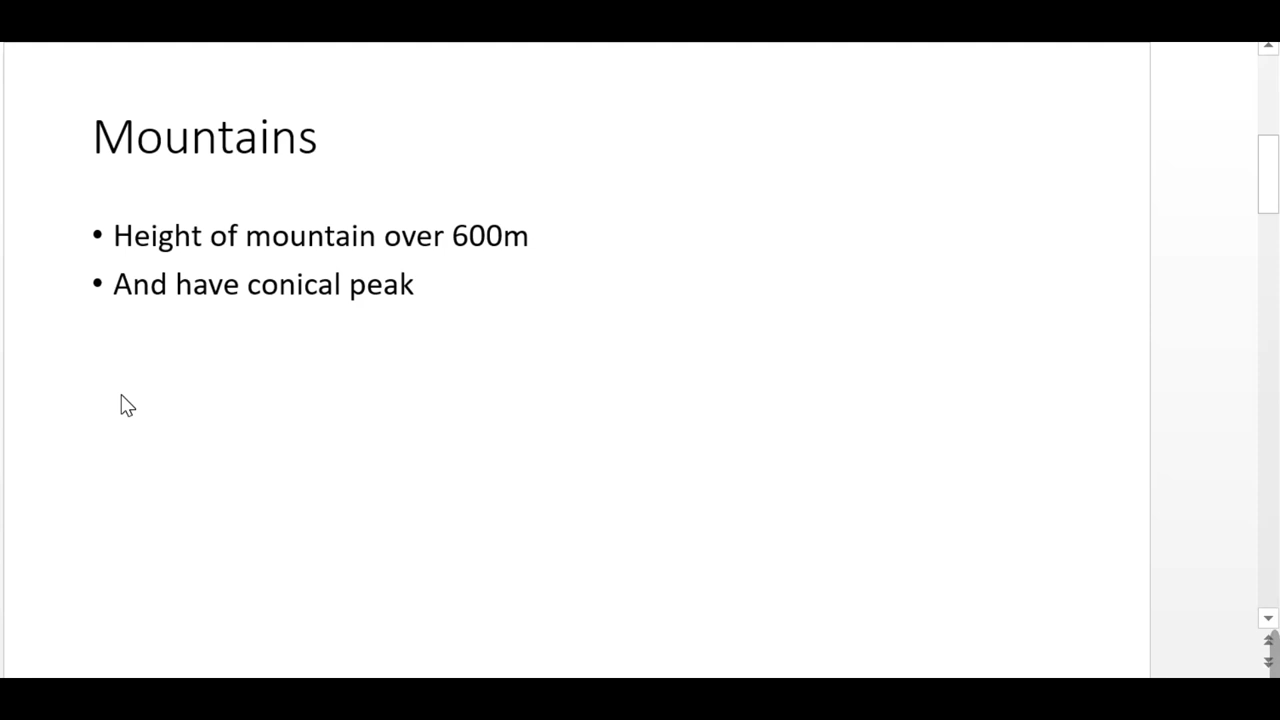 Mountains
• Height of mountain over 600m
• And have conical peak